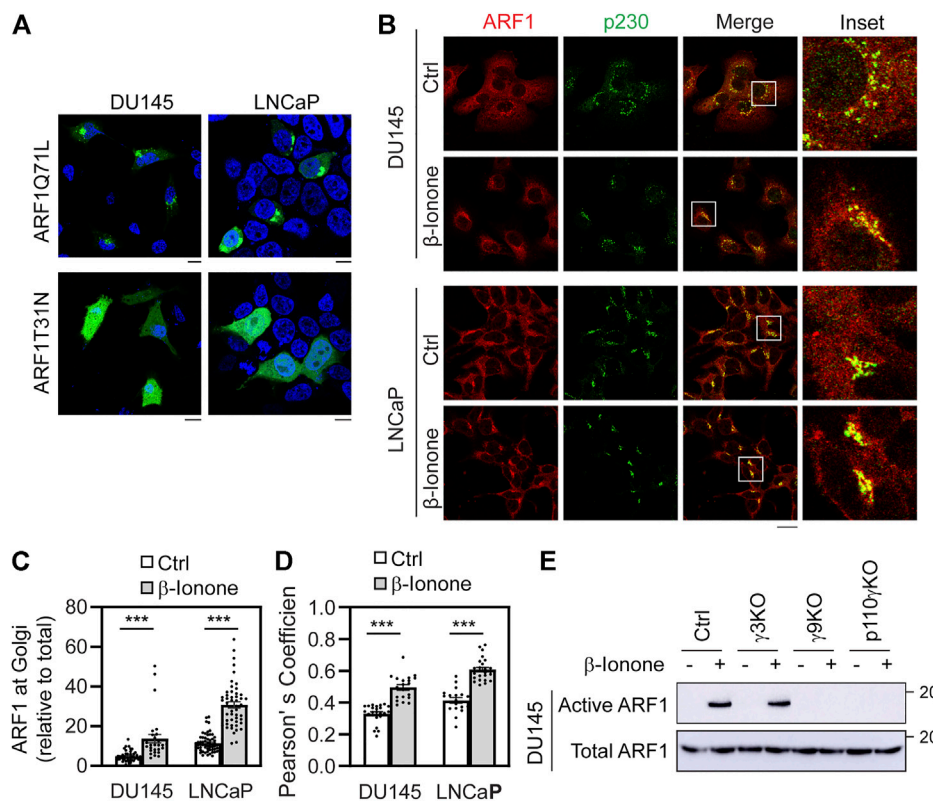 A
DU145
LNCaP
ARF1Q71L
ARF1T31N
B
ARF1
p230
Merge
Inset
DU145
Ctrl
β-Ionone
LNCaP
Ctrl
β-Ionone
C
Ctrl
β-Ionone
ARF1 at Golgi
(relative to total)
80
60
40
20
0
***
***
DU145
LNCaP
D
Ctrl
β-Ionone
Pearson' s Coefficien
1.0
0.8
0.6
0.4
0.2
0.0
***
***
DU145
LNCaP
E
Ctrl
γ3KO
γ9KO
p110γKO
β-Ionone - + - + - + - +
DU145
Active ARF1
20
Total ARF1
20